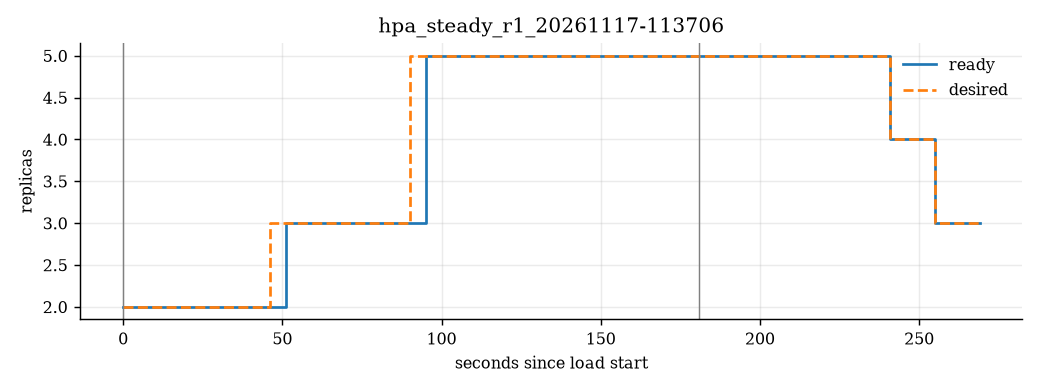 hpa_steady_r1_20261117-113706
5.0
4.5
4.0
3.5
3.0
2.5
2.0
replicas
ready
desired
0 50 100 150 200 250
seconds since load start